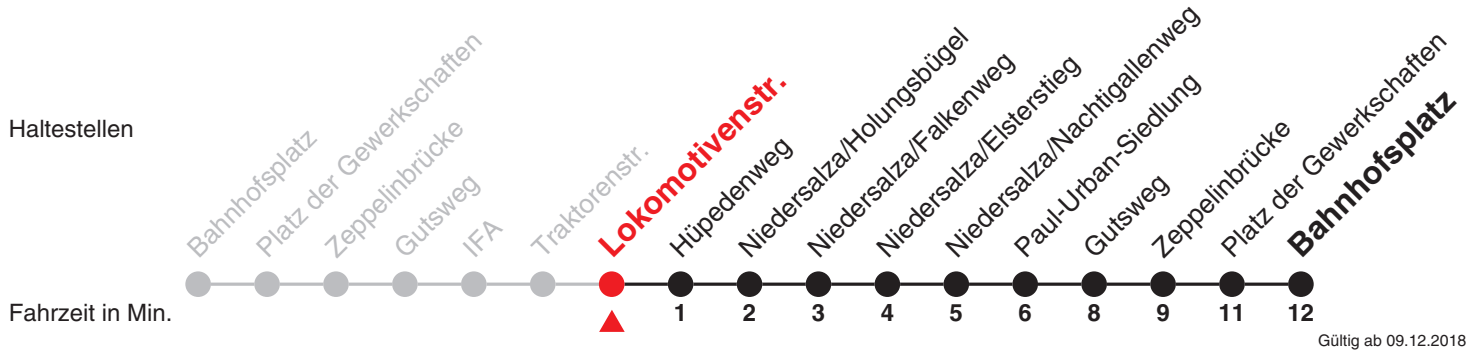 Haltestellen
Bahnhofsplatz
Platz der Gewerkschaften
Zeppelinbrücke
Gutsweg
IFA
Traktorenstr.
Lokomotivenstr.
Hüpedenweg
Niedersalza/Holungsbügel
Niedersalza/Falkenweg
Niedersalza/Elsterstieg
Niedersalza/Nachtigallenweg
Paul-Urban-Siedlung
Gutsweg
Zeppelinbrücke
Platz der Gewerkschaften
Bahnhofsplatz
Fahrzeit in Min. 1 2 3 4 5 6 8 9 11 12
Gültig ab 09.12.2018